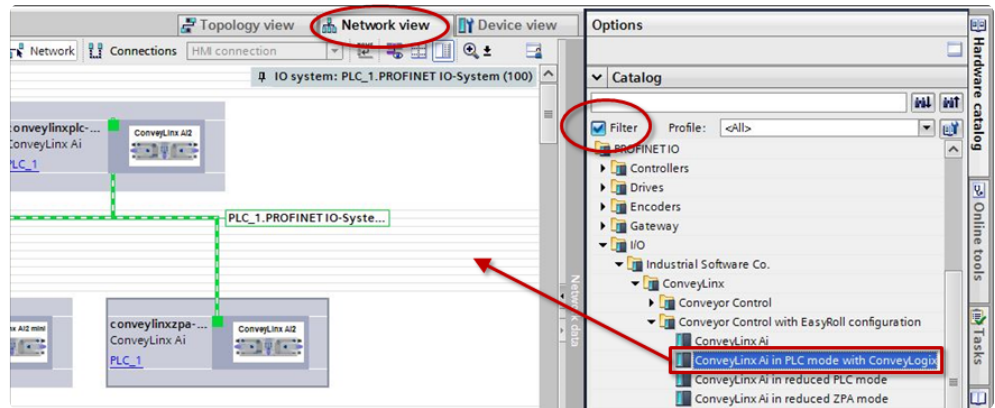 Topology view
Network view
Device view
Options
Network
Connections
HMI connection
IO system: PLC_1.PROFINET IO-System (100)
Catalog
Filter
Profile:
<All>
conveylinxplc-...
ConveyLinx Ai
PLC_1
ConveyLinx Ai2
PLC_1.PROFINET IO-Syste...
x Ai2 mini
conveylinxzpa-...
ConveyLinx Ai
PLC_1
ConveyLinx Ai2
Network data
PROFINET IO
Controllers
Drives
Encoders
Gateway
I/O
Industrial Software Co.
ConveyLinx
Conveyor Control
Conveyor Control with EasyRoll configuration
ConveyLinx Ai
ConveyLinx Ai in PLC mode with ConveyLogix
ConveyLinx Ai in reduced PLC mode
ConveyLinx Ai in reduced ZPA mode
Hardware catalog
Online tools
Tasks